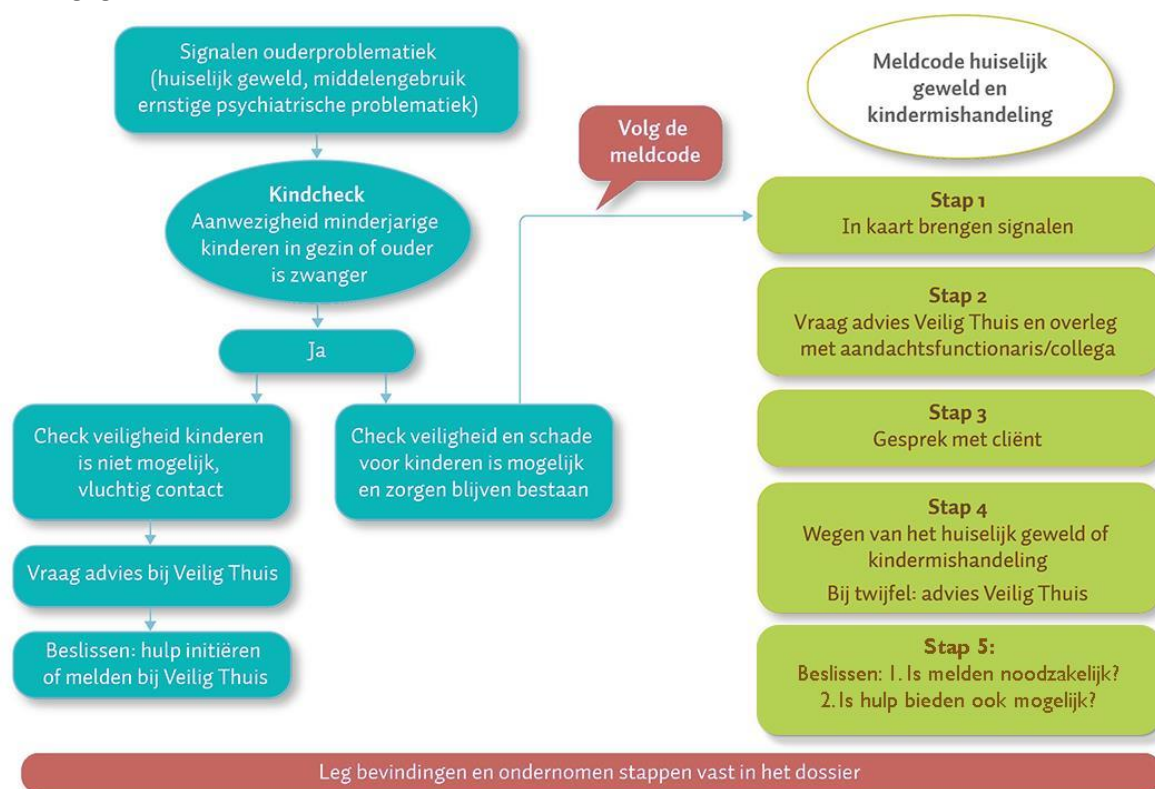 Signalen ouderproblematiek
(huiselijk geweld, middelengebruik
ernstige psychiatrische problematiek)
Kindcheck
Aanwezigheid minderjarige
kinderen in gezin of ouder
is zwanger
Ja
Check veiligheid kinderen
is niet mogelijk,
vluchtig contact
Vraag advies bij Veilig Thuis
Beslissen: hulp initiëren
of melden bij Veilig Thuis
Check veiligheid en schade
voor kinderen is mogelijk
en zorgen blijven bestaan
Volg de
meldcode
Meldcode huiselijk
geweld en
kindermishandeling
Stap 1
In kaart brengen signalen
Stap 2
Vraag advies Veilig Thuis en overleg
met aandachtsfunctionaris/collega
Stap 3
Gesprek met cliënt
Stap 4
Wegen van het huiselijk geweld of
kindermishandeling
Bij twijfel: advies Veilig Thuis
Stap 5:
Beslissen: 1. Is melden noodzakelijk?
2. Is hulp bieden ook mogelijk?
Leg bevindingen en ondernomen stappen vast in het dossier